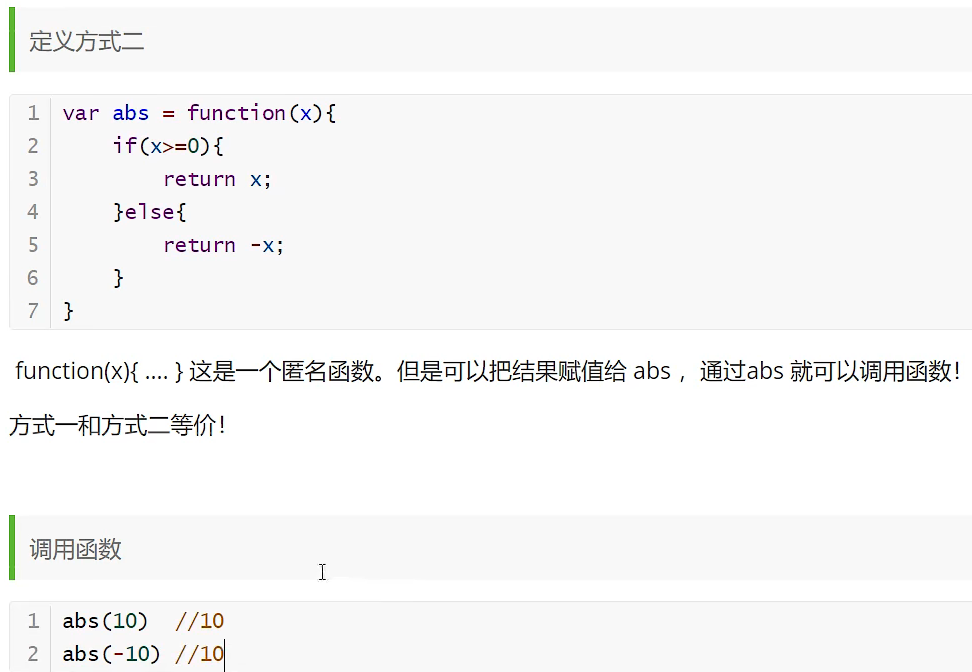 定义方式二
1 var abs = function(x){
2     if(x>=0){
3         return x;
4     }else{
5         return -x;
6     }
7 }
function(x){ .... } 这是一个匿名函数。但是可以把结果赋值给 abs ，通过abs 就可以调用函数！
方式一和方式二等价！
调用函数
1 abs(10)  //10
2 abs(-10) //10